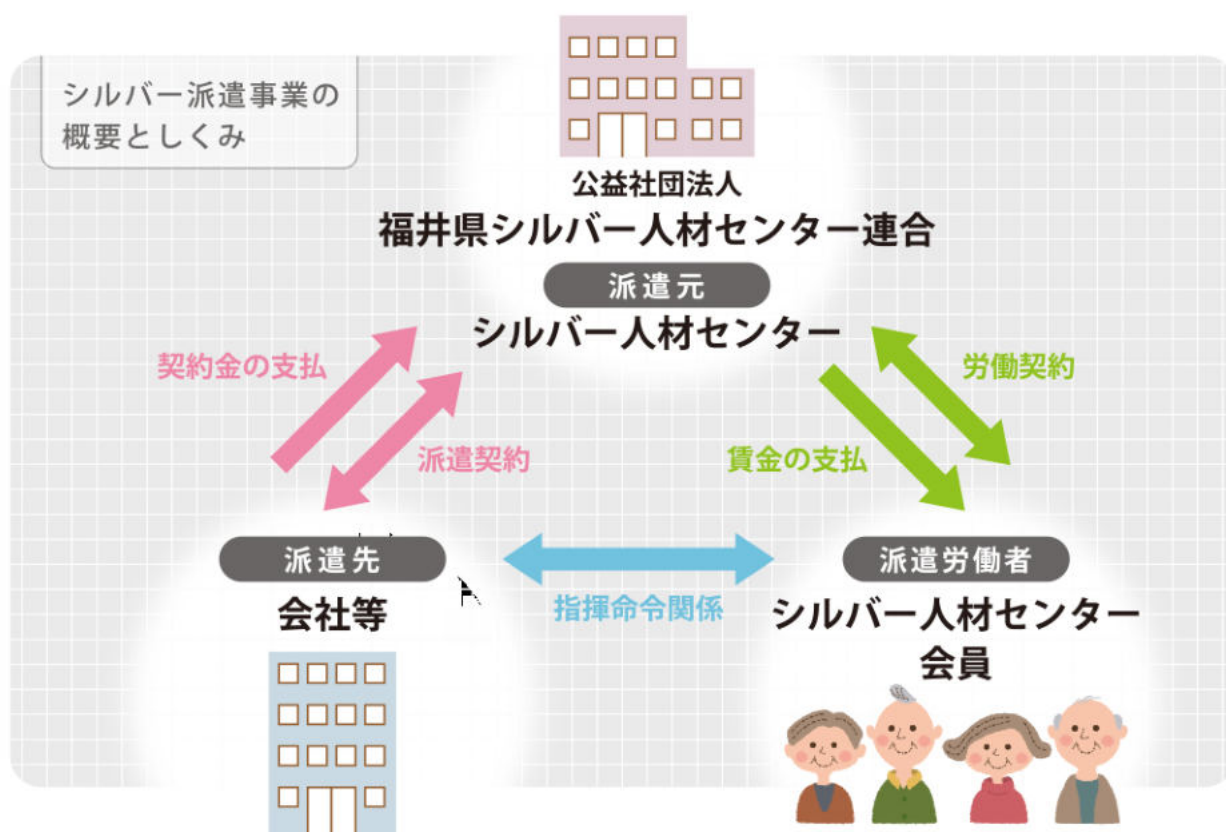 シルバー派遣事業の
概要としくみ
公益社団法人
福井県シルバー人材センター連合
派遣元
シルバー人材センター
契約金の支払
労働契約
派遣契約
賃金の支払
派遣先
派遣労働者
会社等
指揮命令関係
シルバー人材センター
会員